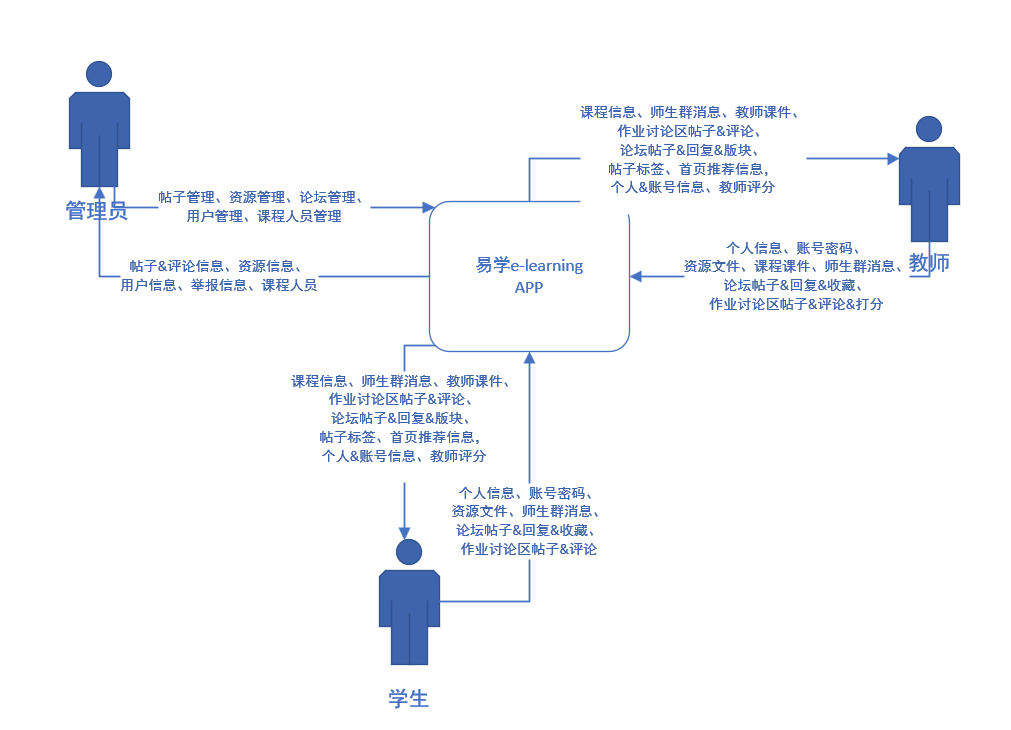 课程信息、师生群消息、教师课件、
作业讨论区帖子&评论、
论坛帖子&回复&版块、
帖子标签、首页推荐信息，
个人&账号信息、教师评分
管理员
帖子管理、资源管理、论坛管理、
用户管理、课程人员管理
帖子&评论信息、资源信息、
用户信息、举报信息、课程人员
易学e-learning
APP
个人信息、账号密码、
资源文件、课程课件、师生群消息、
论坛帖子&回复&收藏、
作业讨论区帖子&评论&打分
教师
课程信息、师生群消息、教师课件、
作业讨论区帖子&评论、
论坛帖子&回复&版块、
帖子标签、首页推荐信息，
个人&账号信息、教师评分
个人信息、账号密码、
资源文件、师生群消息、
论坛帖子&回复&收藏、
作业讨论区帖子&评论
学生